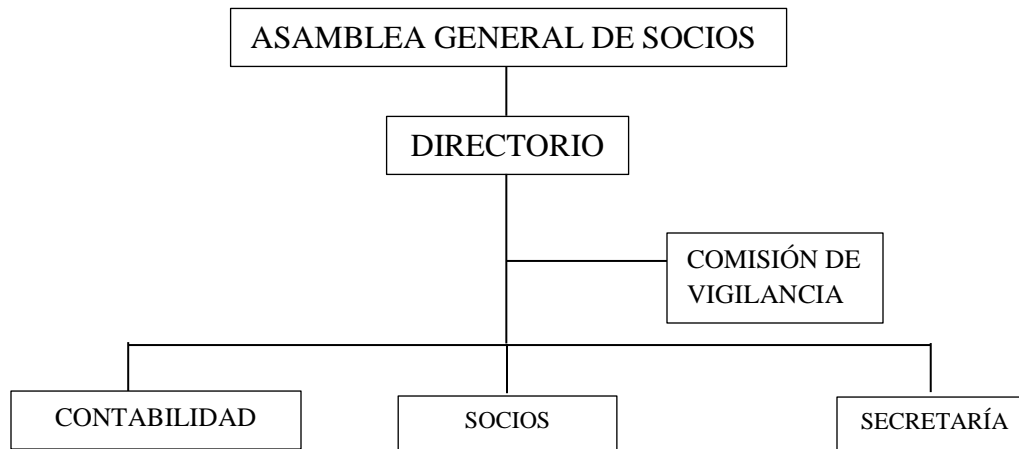 ASAMBLEA GENERAL DE SOCIOS
DIRECTORIO
COMISIÓN DE
VIGILANCIA
CONTABILIDAD
SOCIOS
SECRETARÍA